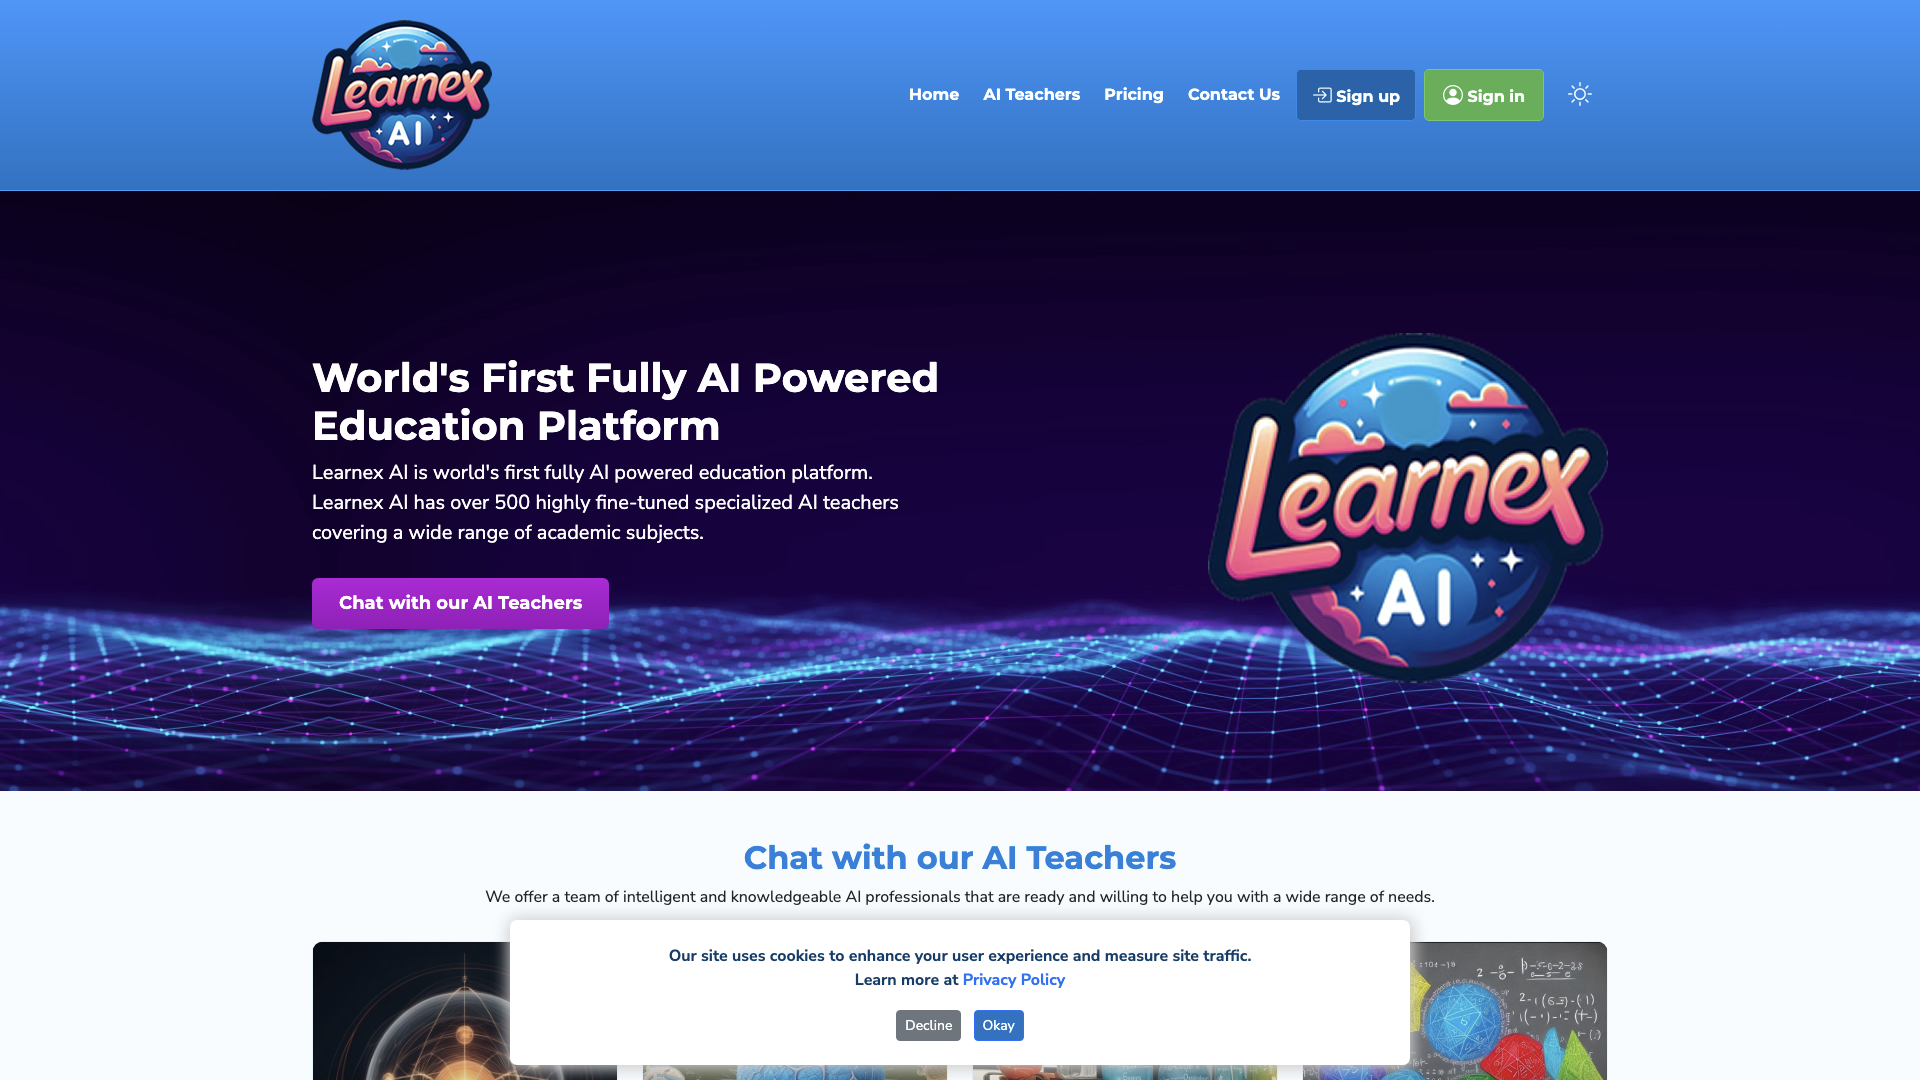 Learnex
AI
Home
AI Teachers
Pricing
Contact Us
Sign up
Sign in
World's First Fully AI Powered
Education Platform
Learnex AI is world's first fully AI powered education platform.
Learnex AI has over 500 highly fine-tuned specialized AI teachers
covering a wide range of academic subjects.
Chat with our AI Teachers
Learnex
AI
Chat with our AI Teachers
We offer a team of intelligent and knowledgeable AI professionals that are ready and willing to help you with a wide range of needs.
Our site uses cookies to enhance your user experience and measure site traffic.
Learn more at Privacy Policy
Decline
Okay